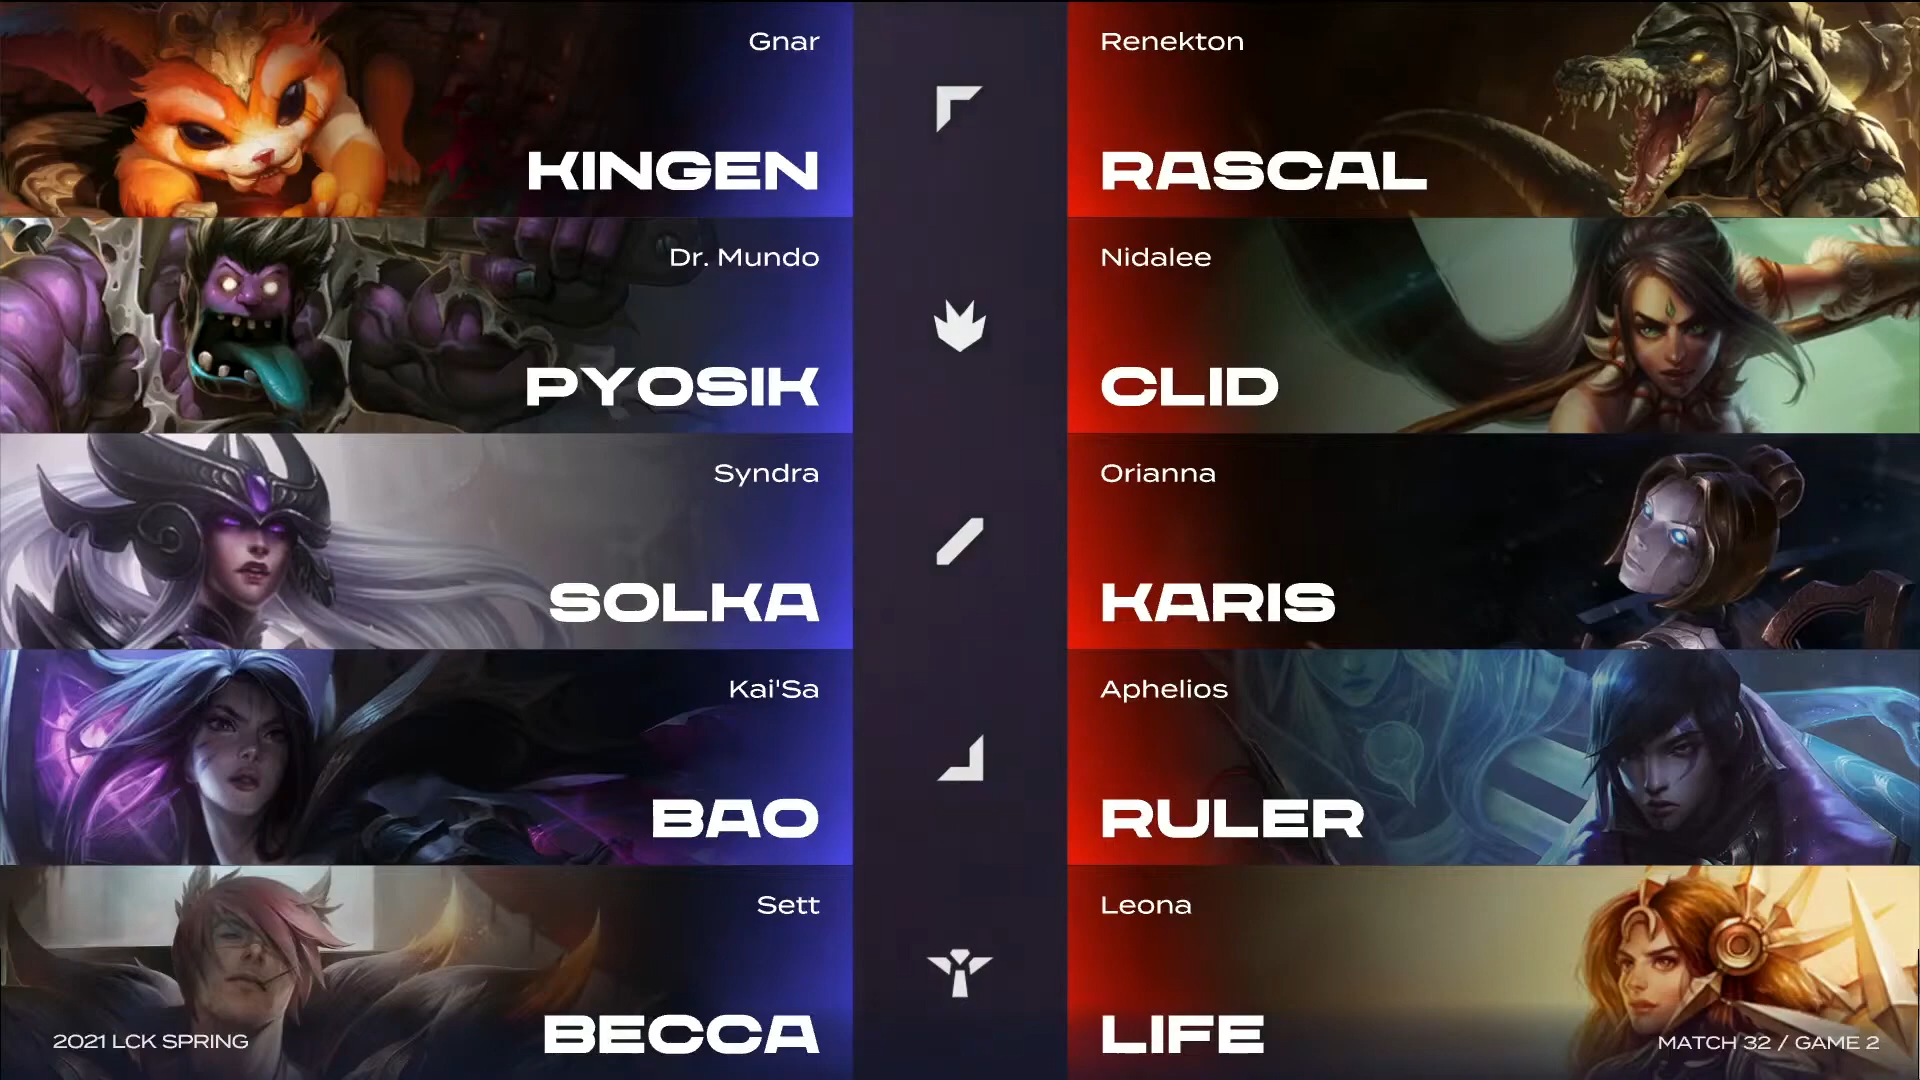 Gnar
KINGEN
Renekton
RASCAL
Dr. Mundo
PYOSIK
Nidalee
CLID
Syndra
SOLKA
Orianna
KARIS
Kai'Sa
BAO
Aphelios
RULER
Sett
BECCA
Leona
LIFE
2021 LCK SPRING
MATCH 32 / GAME 2